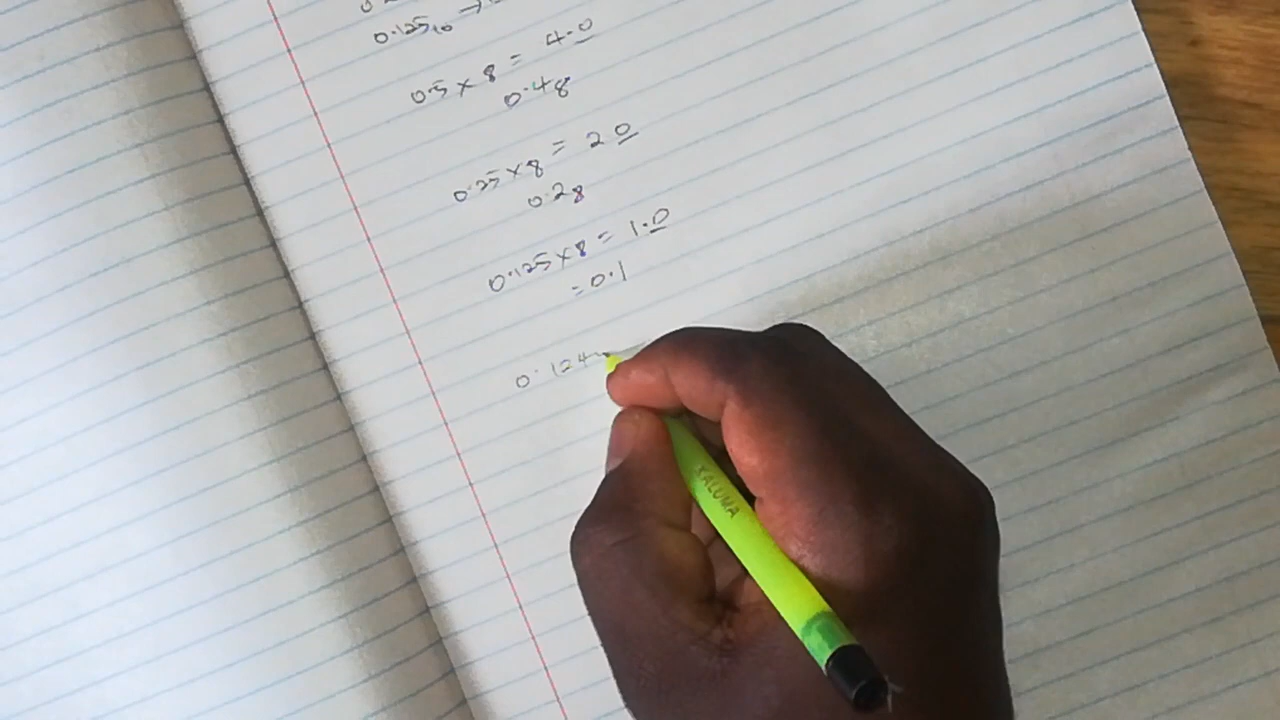 0.125₁₀ →
0.5 × 8 = 4.0
0.4₈
0.25 × 8 = 2 0
0.2₈
0.125 × 8 = 1.0
= 0.1
0.124
KALUMA